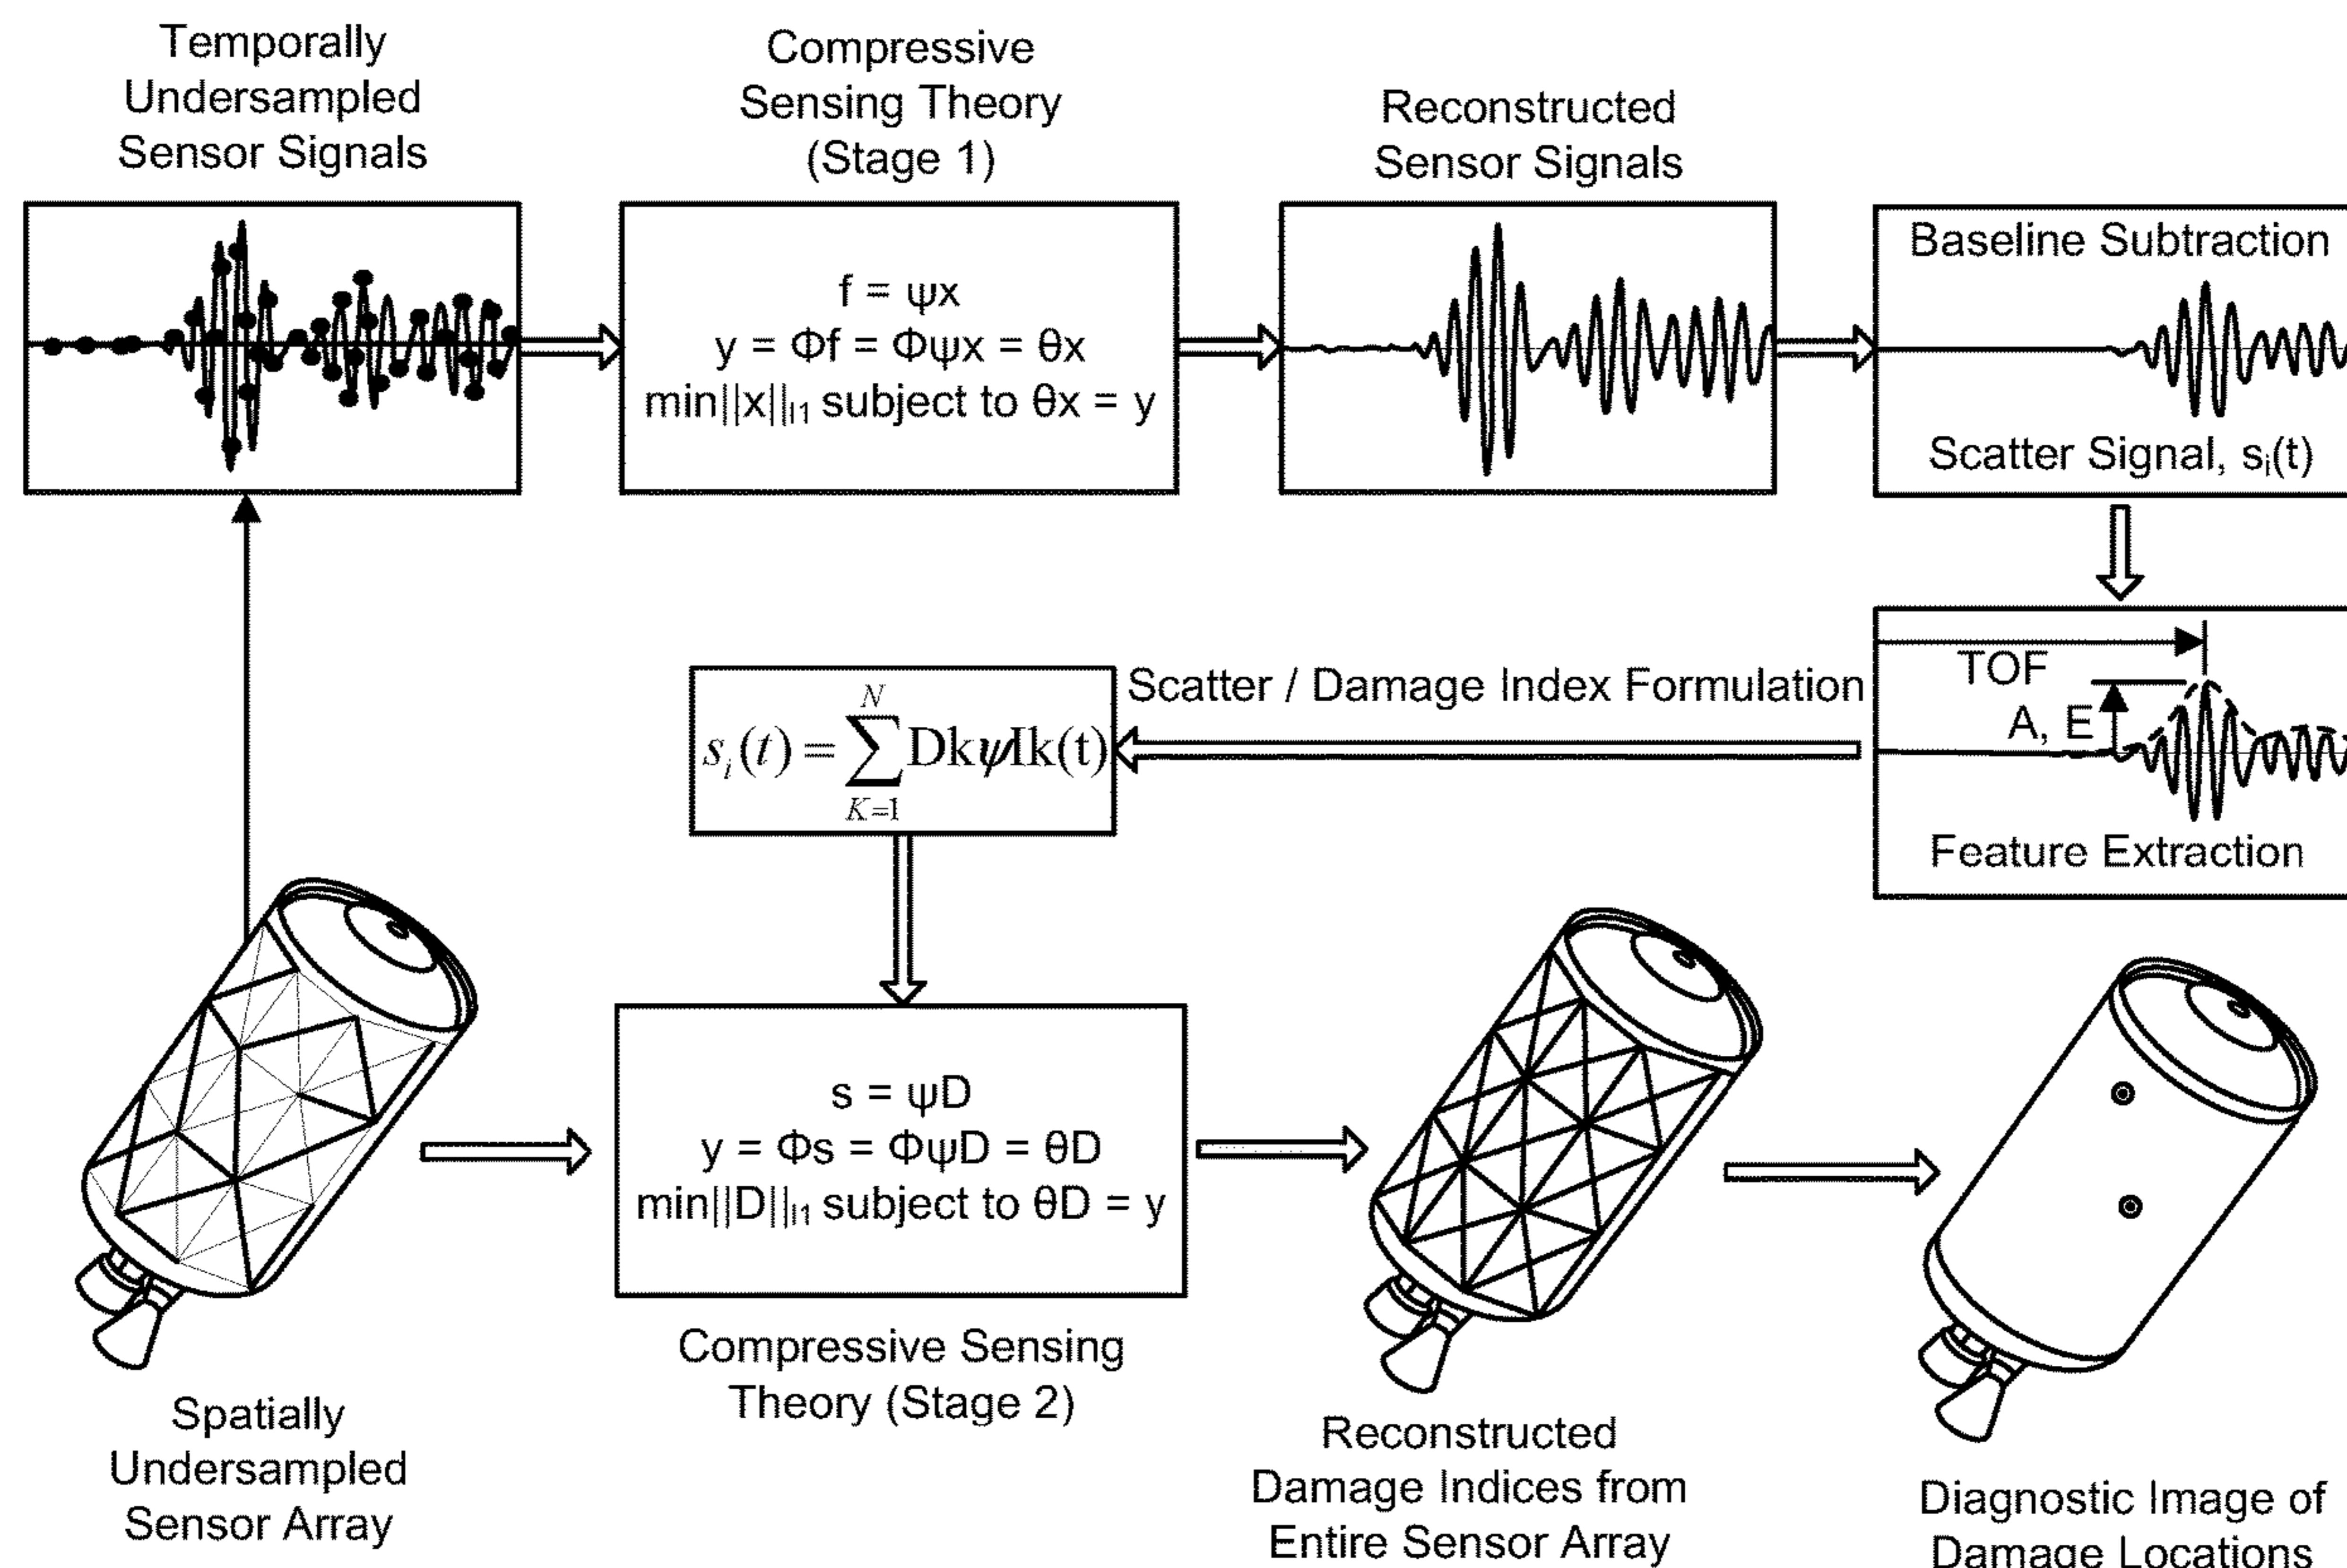 Temporally
Undersampled
Sensor Signals
Compressive
Sensing Theory
(Stage 1)
Reconstructed
Sensor Signals
f = ψx
y = Φf = Φψx = θx
min||x||l1 subject to θx = y
Baseline Subtraction
Scatter Signal, si(t)
TOF
A, E
Feature Extraction
Scatter / Damage Index Formulation
si(t) = ∑ K=1 N Dkψlk(t)
s = ψD
y = Φs = ΦψD = θD
min||D||l1 subject to θD = y
Compressive Sensing
Theory (Stage 2)
Spatially
Undersampled
Sensor Array
Reconstructed
Damage Indices from
Entire Sensor Array
Diagnostic Image of
Damage Locations